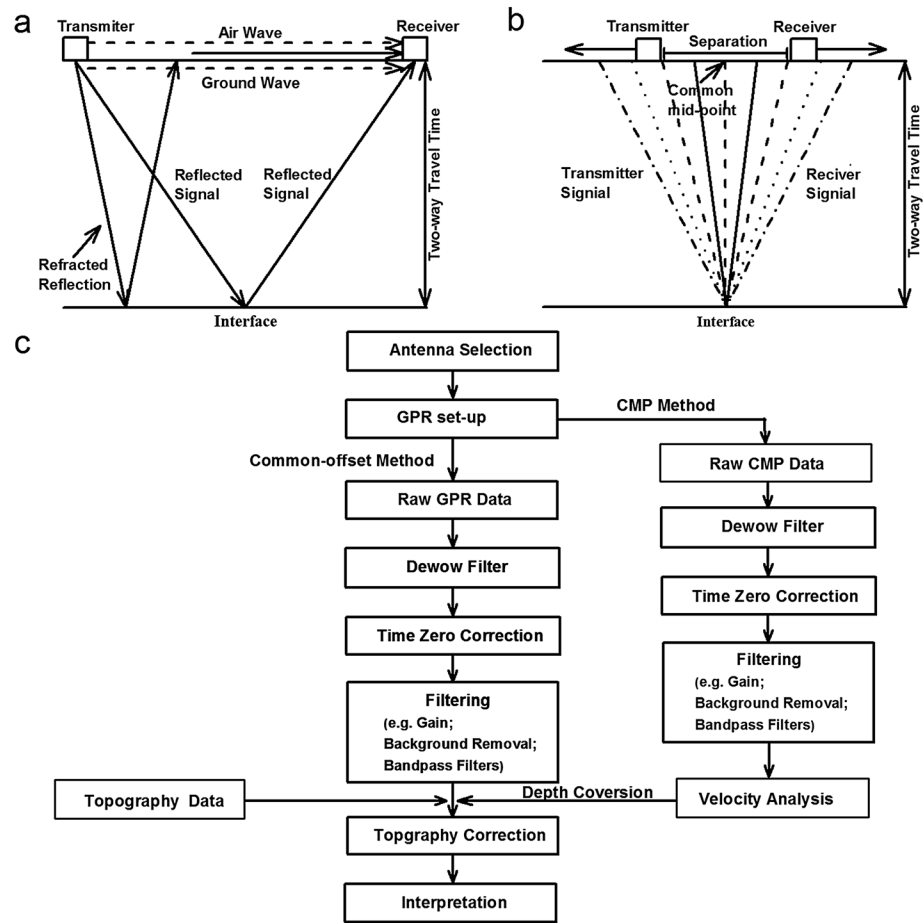 a
Transmiter
Receiver
Air Wave
Ground Wave
Reflected
Signal
Reflected
Signal
Refracted
Reflection
Two-way Travel Time
Interface
b
Transmitter
Receiver
Separation
Common
mid-point
Transmitter
Signial
Reciver
Signial
Two-way Travel Time
Interface
c
Antenna Selection
GPR set-up
CMP Method
Common-offset Method
Raw GPR Data
Raw CMP Data
Dewow Filter
Dewow Filter
Time Zero Correction
Time Zero Correction
Filtering
(e.g. Gain;
Background Removal;
Bandpass Filters)
Filtering
(e.g. Gain;
Background Removal;
Bandpass Filters)
Topography Data
Depth Coversion
Velocity Analysis
Topgraphy Correction
Interpretation